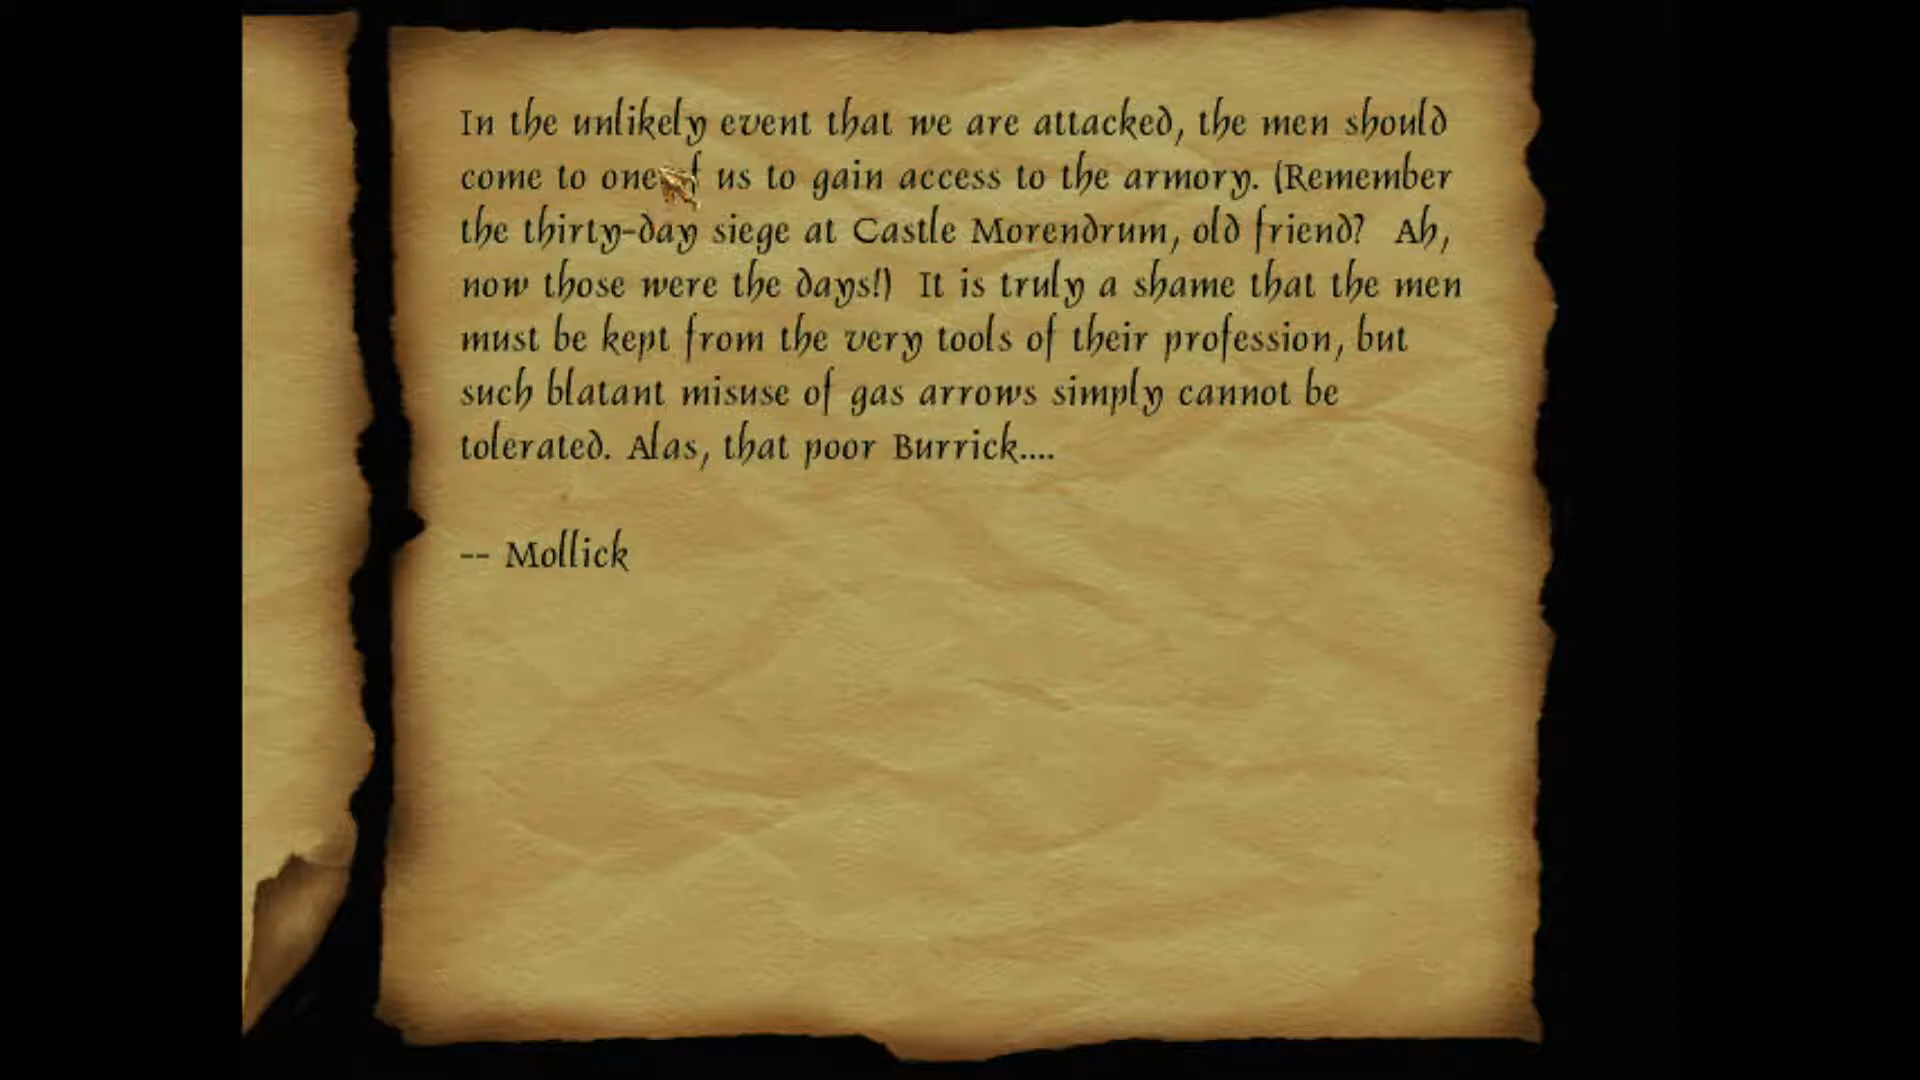 In the unlikely event that we are attacked, the men should
come to one of us to gain access to the armory. (Remember
the thirty-day siege at Castle Morendrum, old friend? Ah,
now those were the days!) It is truly a shame that the men
must be kept from the very tools of their profession, but
such blatant misuse of gas arrows simply cannot be
tolerated. Alas, that poor Burrick....
-- Mollick